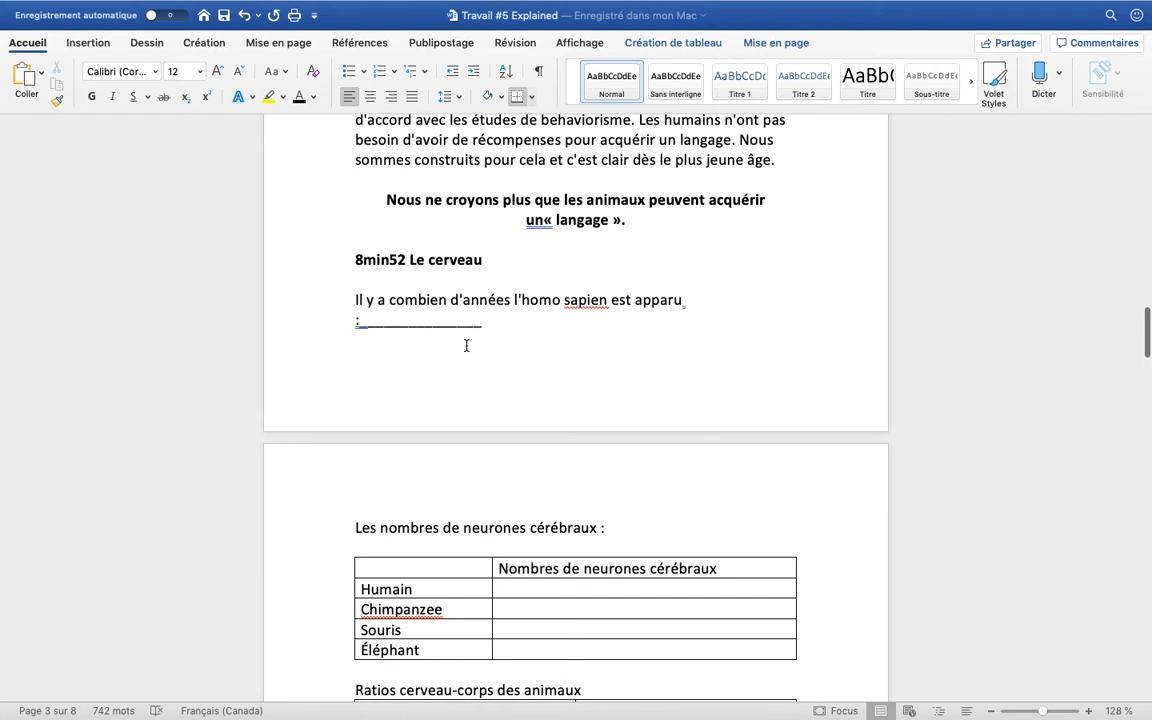 Enregistrement automatique
Travail #5 Explained — Enregistré dans mon Mac
Accueil Insertion Dessin Création Mise en page Références Publipostage Révision Affichage Création de tableau Mise en page Partager Commentaires
Coller
Calibri (Cor... 12
Aa
G I S ab x₂ x² A A
AaBbCcDdEe
Normal
AaBbCcDdEe
Sans interligne
AaBbCcDc
Titre 1
AaBbCcDdEe
Titre 2
AaBb(
Titre
AaBbCcDdEe
Sous-titre
Volet
Styles
Dicter
Sensibilité
d'accord avec les études de behaviorisme. Les humains n'ont pas
besoin d'avoir de récompenses pour acquérir un langage. Nous
sommes construits pour cela et c'est clair dès le plus jeune âge.
Nous ne croyons plus que les animaux peuvent acquérir
un« langage ».
8min52 Le cerveau
Il y a combien d'années l'homo sapien est apparu
:_______________
Les nombres de neurones cérébraux :
Nombres de neurones cérébraux
Humain
Chimpanzee
Souris
Éléphant
Ratios cerveau-corps des animaux
Page 3 sur 8 742 mots Français (Canada) Focus 128 %